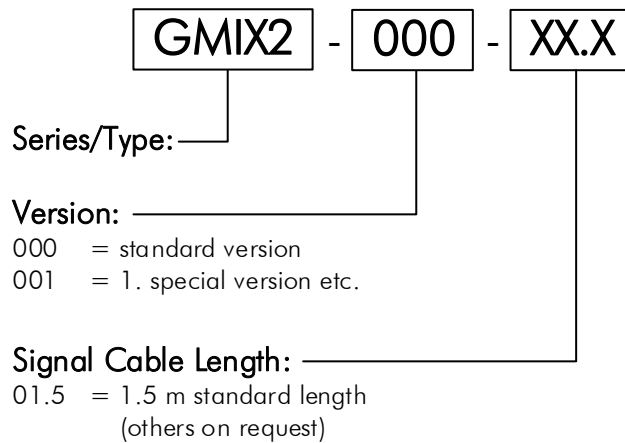 GMIX2 - 000 - XX.X
Series/Type:
Version:
000 = standard version
001 = 1. special version etc.
Signal Cable Length:
01.5 = 1.5 m standard length
(others on request)